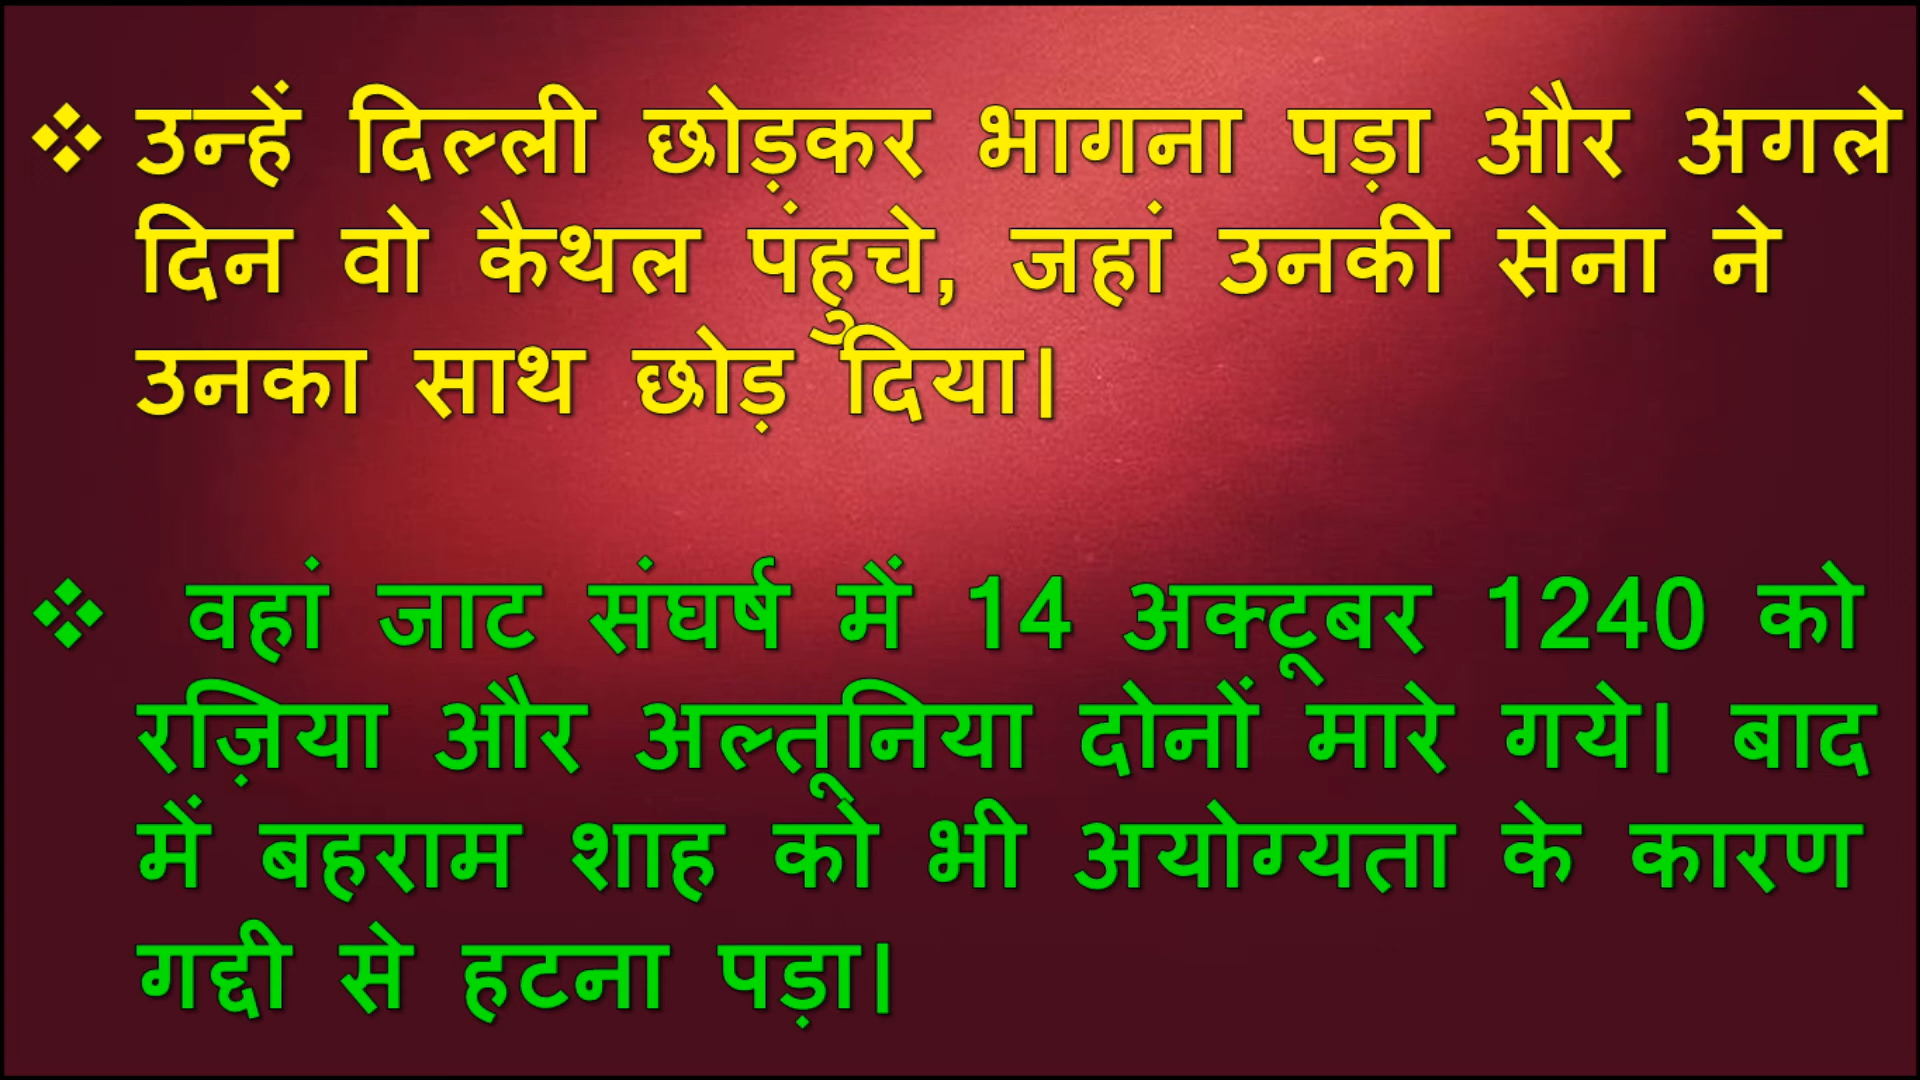 ❖ उन्हें दिल्ली छोड़कर भागना पड़ा और अगले
दिन वो कैथल पंहुचे, जहां उनकी सेना ने
उनका साथ छोड़ दिया।
❖ वहां जाट संघर्ष में 14 अक्टूबर 1240 को
रज़िया और अल्तूनिया दोनों मारे गये। बाद
में बहराम शाह को भी अयोग्यता के कारण
गद्दी से हटना पड़ा।